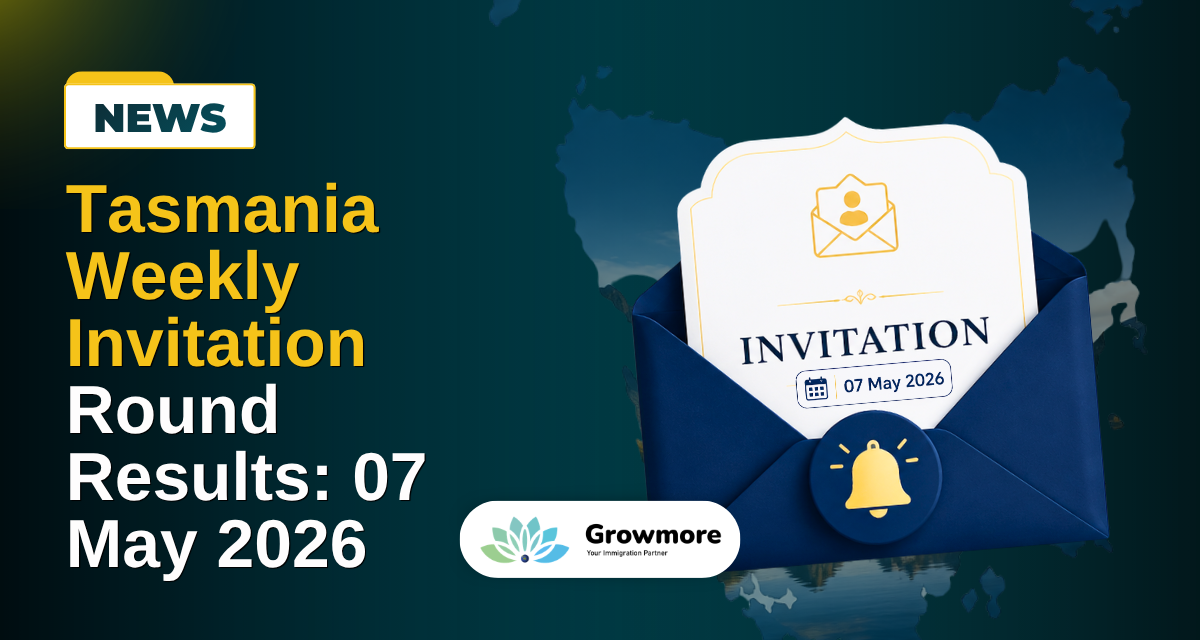 NEWS
Tasmania
Weekly
Invitation
Round
Results: 07
May 2026
INVITATION
07 May 2026
Growmore
Your Immigration Partner